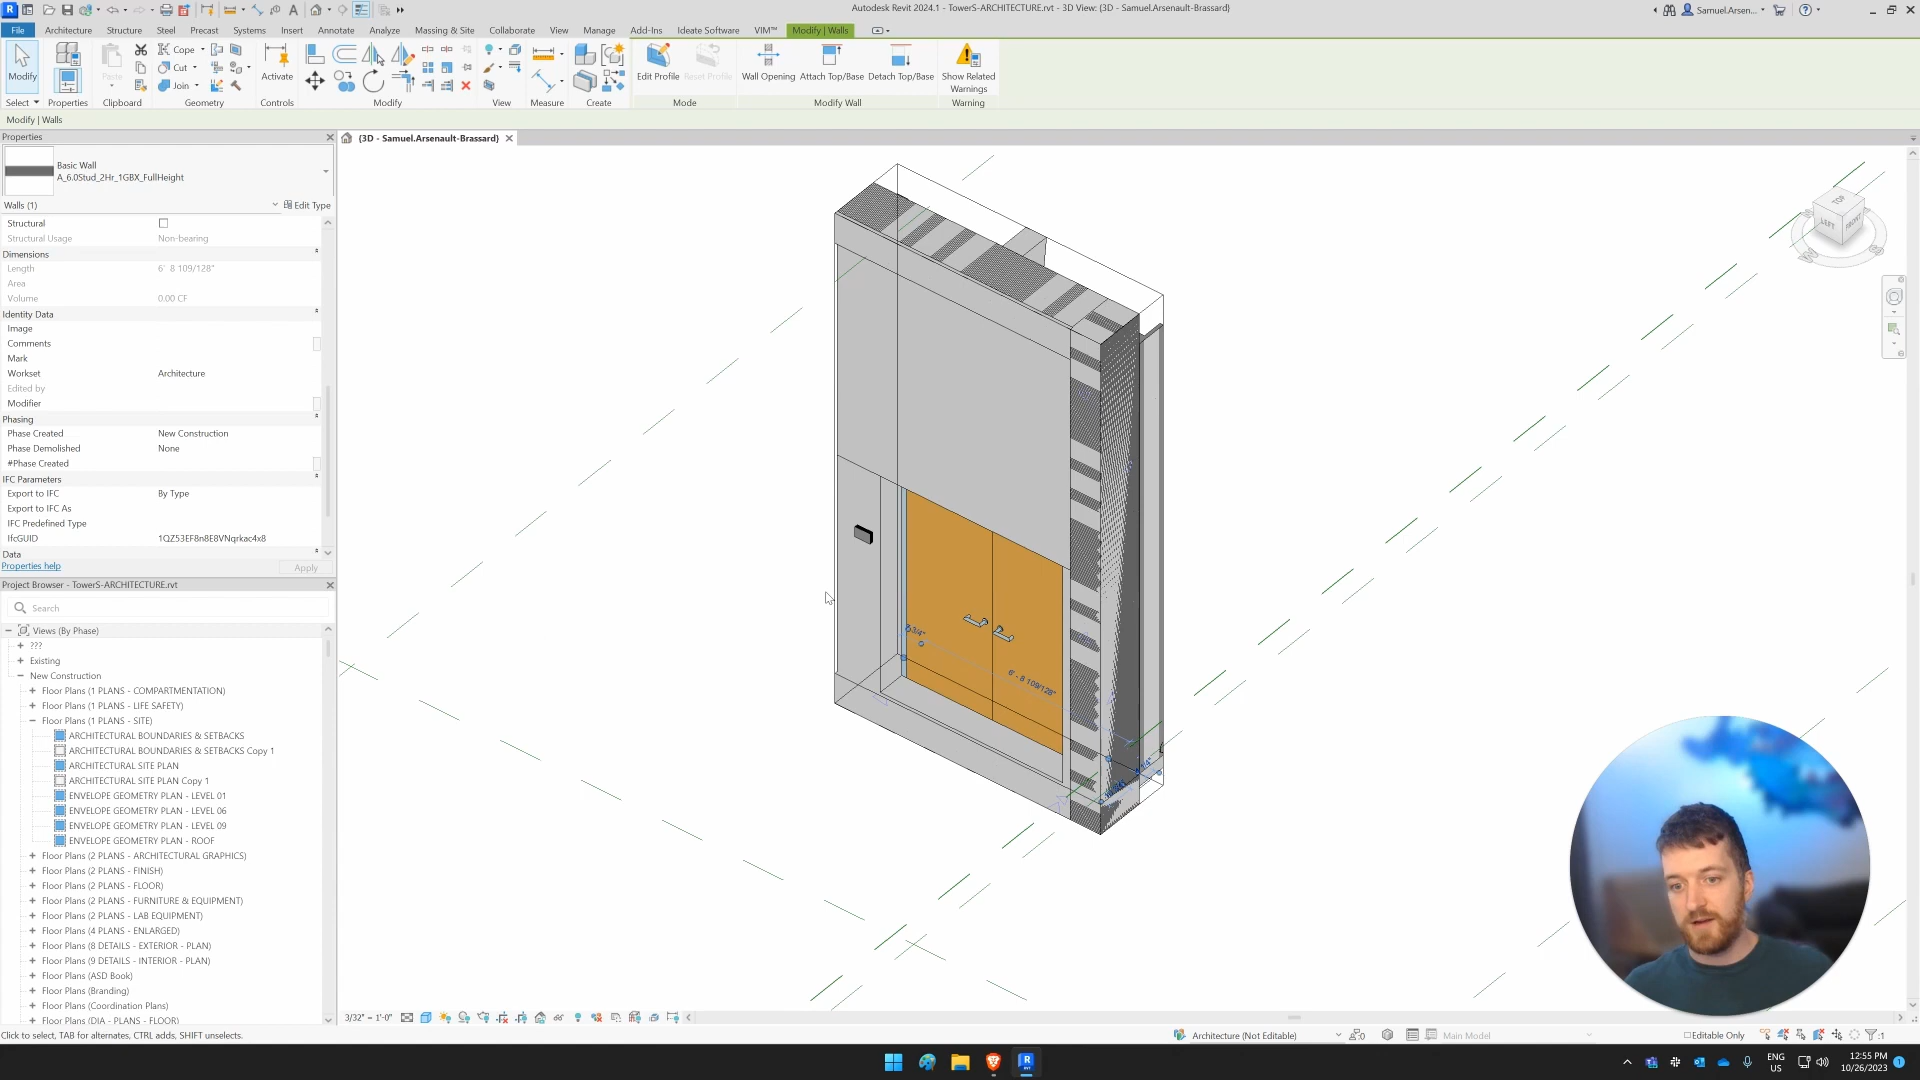 Autodesk Revit 2024.1 - TowerS-ARCHITECTURE.rvt - 3D View: {3D - Samuel.Arsenault-Brassard}
Samuel.Arsen...
File Architecture Structure Steel Precast Systems Insert Annotate Analyze Massing & Site Collaborate View Manage Add-Ins Ideate Software VIM™ Modify | Walls
Modify
Paste
Cope
Cut
Join
Activate
Edit Profile Reset Profile
Wall Opening Attach Top/Base Detach Top/Base
Show Related Warnings
Select Properties Clipboard Geometry Controls Modify View Measure Create Mode Modify Wall Warning
Modify | Walls
Properties
{3D - Samuel.Arsenault-Brassard}
Basic Wall
A_6.0Stud_2Hr_1GBX_FullHeight
Walls (1) Edit Type
Structural
Structural Usage Non-bearing
Dimensions
Length 6' 8 109/128"
Area
Volume 0.00 CF
Identity Data
Image
Comments
Mark
Workset Architecture
Edited by
Modifier
Phasing
Phase Created New Construction
Phase Demolished None
#Phase Created
IFC Parameters
Export to IFC By Type
Export to IFC As
IFC Predefined Type
IfcGUID 1QZ53EF8n8E8VNqrkac4x8
Data
Properties help Apply
Project Browser - TowerS-ARCHITECTURE.rvt
Search
Views (By Phase)
???
Existing
New Construction
Floor Plans (1 PLANS - COMPARTMENTATION)
Floor Plans (1 PLANS - LIFE SAFETY)
Floor Plans (1 PLANS - SITE)
ARCHITECTURAL BOUNDARIES & SETBACKS
ARCHITECTURAL BOUNDARIES & SETBACKS Copy 1
ARCHITECTURAL SITE PLAN
ARCHITECTURAL SITE PLAN Copy 1
ENVELOPE GEOMETRY PLAN - LEVEL 01
ENVELOPE GEOMETRY PLAN - LEVEL 06
ENVELOPE GEOMETRY PLAN - LEVEL 09
ENVELOPE GEOMETRY PLAN - ROOF
Floor Plans (2 PLANS - ARCHITECTURAL GRAPHICS)
Floor Plans (2 PLANS - FINISH)
Floor Plans (2 PLANS - FLOOR)
Floor Plans (2 PLANS - FURNITURE & EQUIPMENT)
Floor Plans (2 PLANS - LAB EQUIPMENT)
Floor Plans (4 PLANS - ENLARGED)
Floor Plans (8 DETAILS - EXTERIOR - PLAN)
Floor Plans (9 DETAILS - INTERIOR - PLAN)
Floor Plans (ASD Book)
Floor Plans (Branding)
Floor Plans (Coordination Plans)
Floor Plans (DIA - PLANS - FLOOR)
TOP
LEFT
FRONT
6' - 8 109/128"
3/32" = 1'-0"
Click to select, TAB for alternates, CTRL adds, SHIFT unselects.
Architecture (Not Editable)
Main Model
Editable Only
:1
ENG
US
12:55 PM
10/26/2023